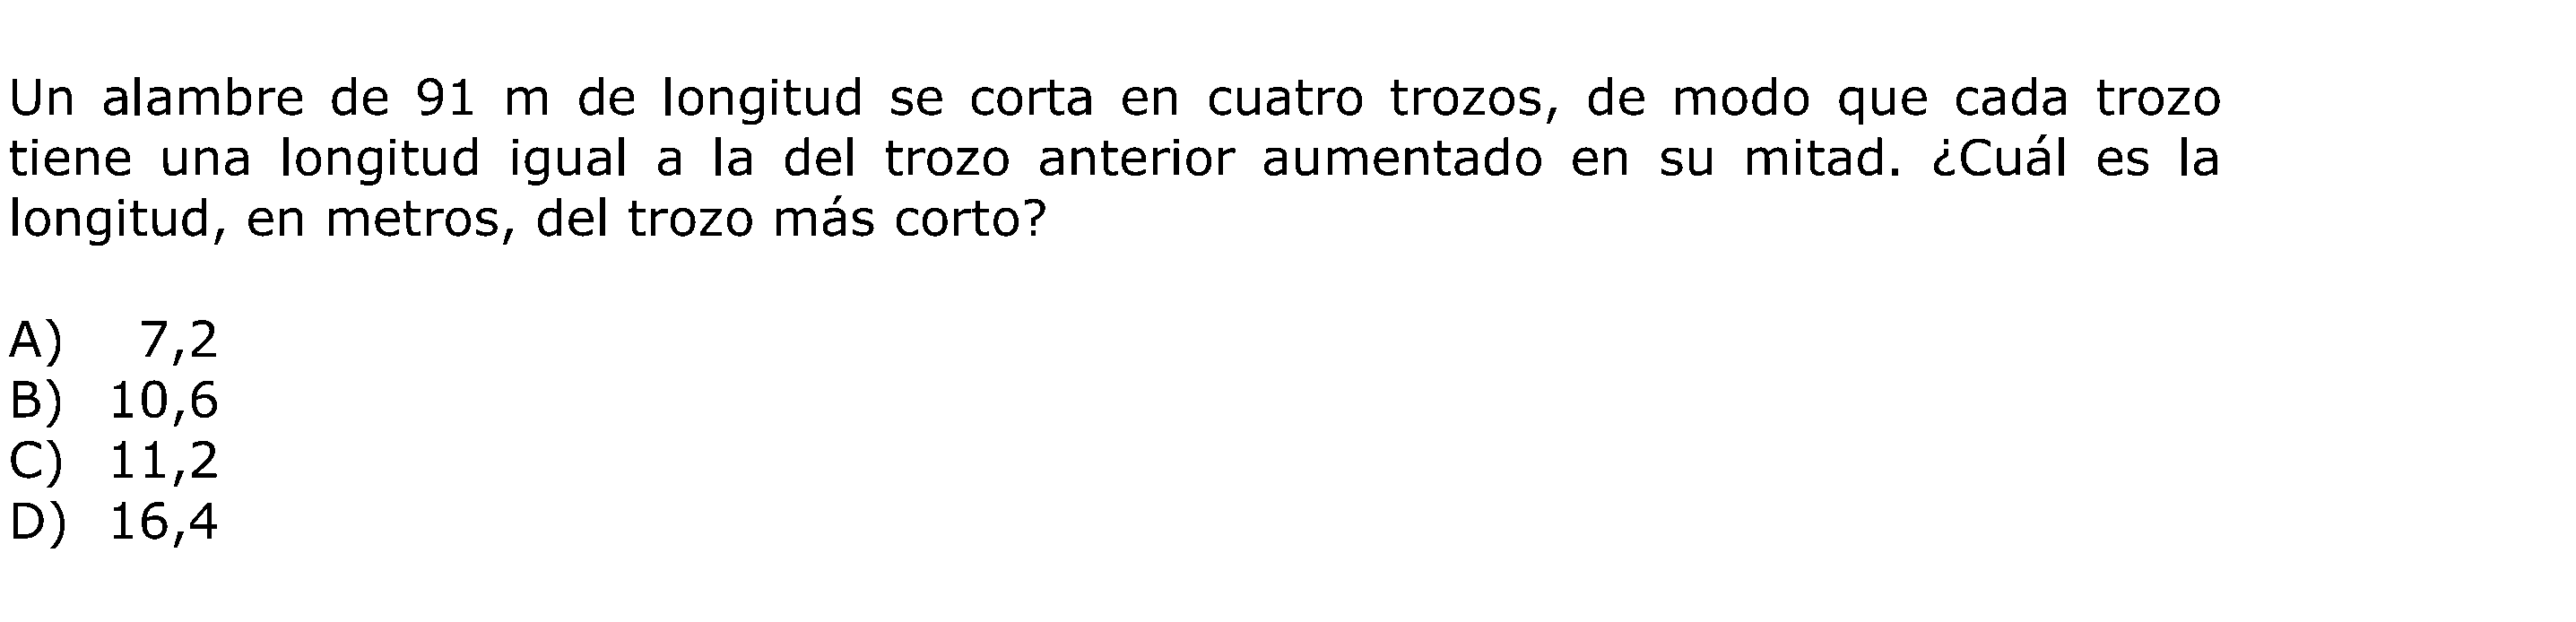 Un alambre de 91 m de longitud se corta en cuatro trozos, de modo que cada trozo
tiene una longitud igual a la del trozo anterior aumentado en su mitad. ¿Cuál es la
longitud, en metros, del trozo más corto?
A) 7,2
B) 10,6
C) 11,2
D) 16,4